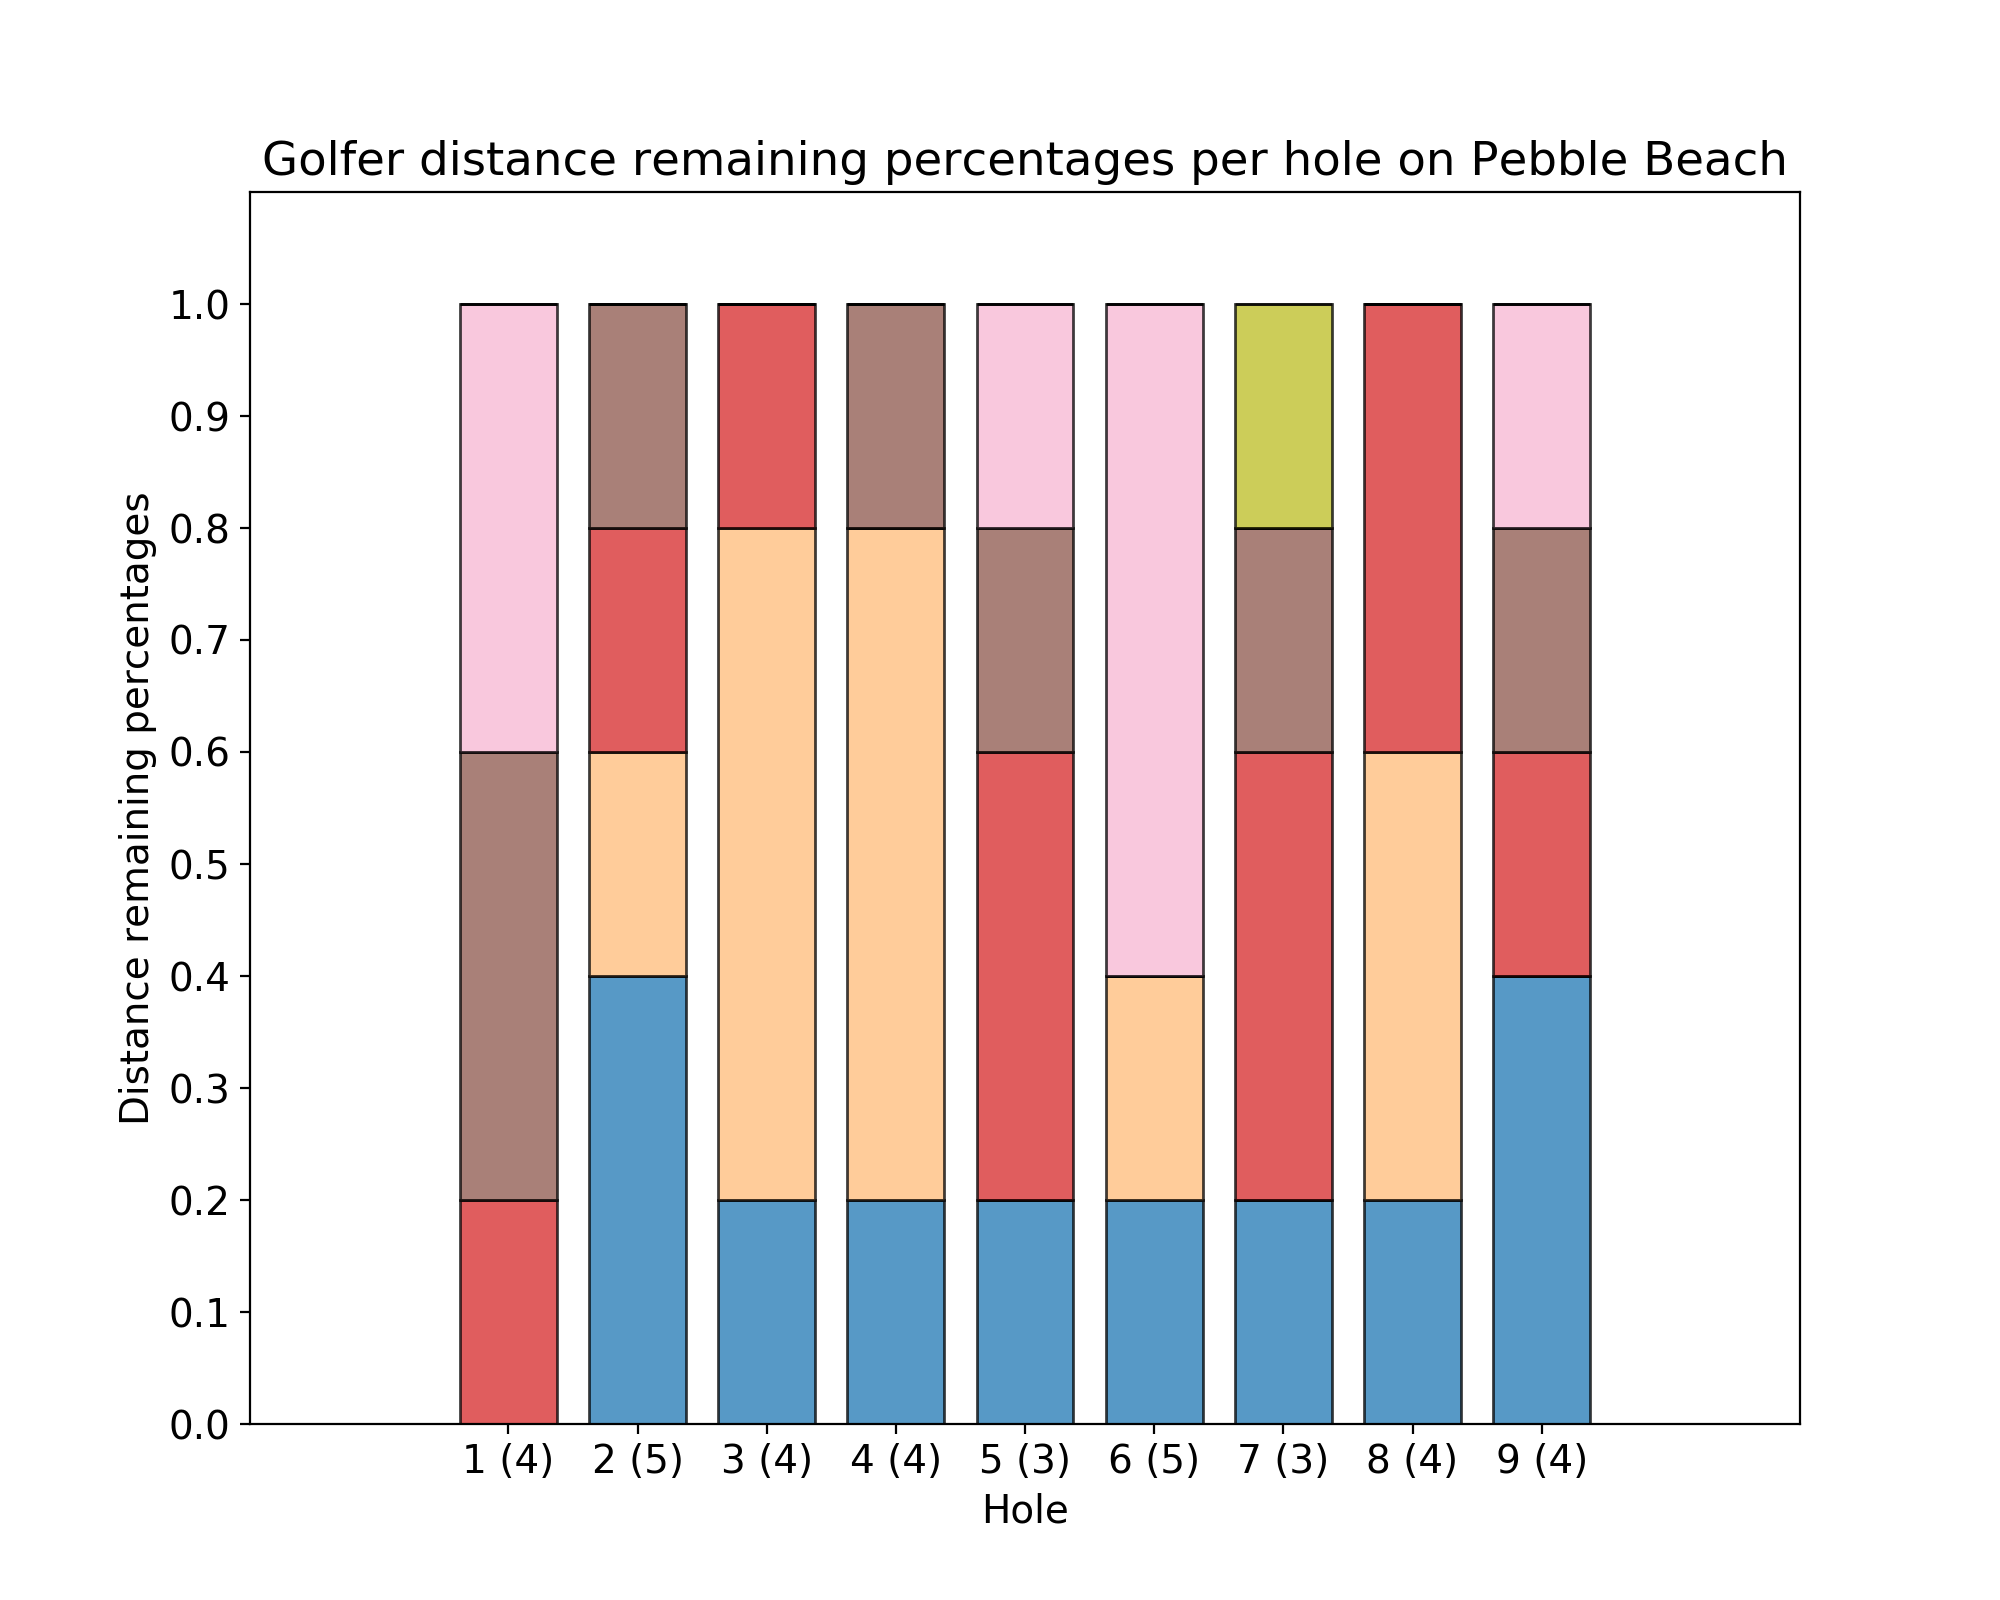 Golfer distance remaining percentages per hole on Pebble Beach
Distance remaining percentages
1.0
0.9
0.8
0.7
0.6
0.5
0.4
0.3
0.2
0.1
0.0
1 (4) 2 (5) 3 (4) 4 (4) 5 (3) 6 (5) 7 (3) 8 (4) 9 (4)
Hole